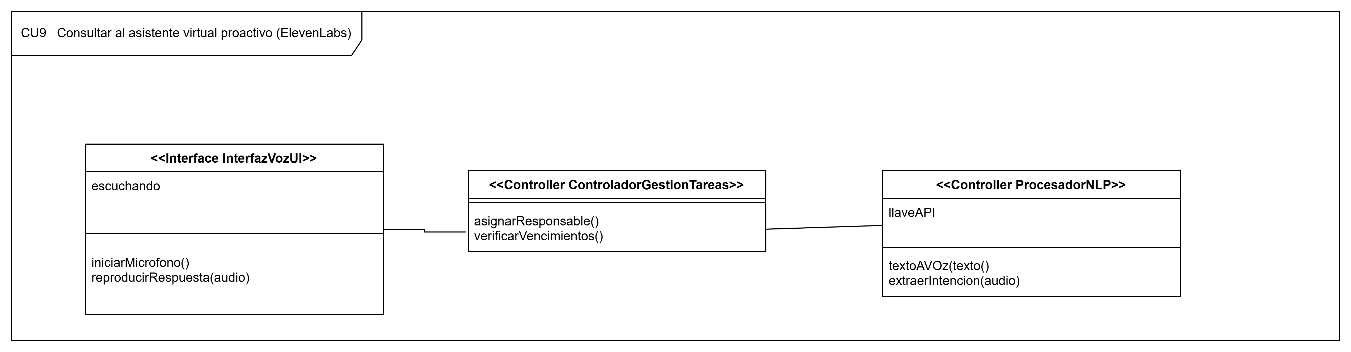 CU9 Consultar al asistente virtual proactivo (ElevenLabs)
<<Interface InterfazVozUI>>
escuchando
iniciarMicrofono()
reproducirRespuesta(audio)
<<Controller ControladorGestionTareas>>
asignarResponsable()
verificarVencimientos()
<<Controller ProcesadorNLP>>
llaveAPI
textoAVOz(texto()
extraerIntencion(audio)